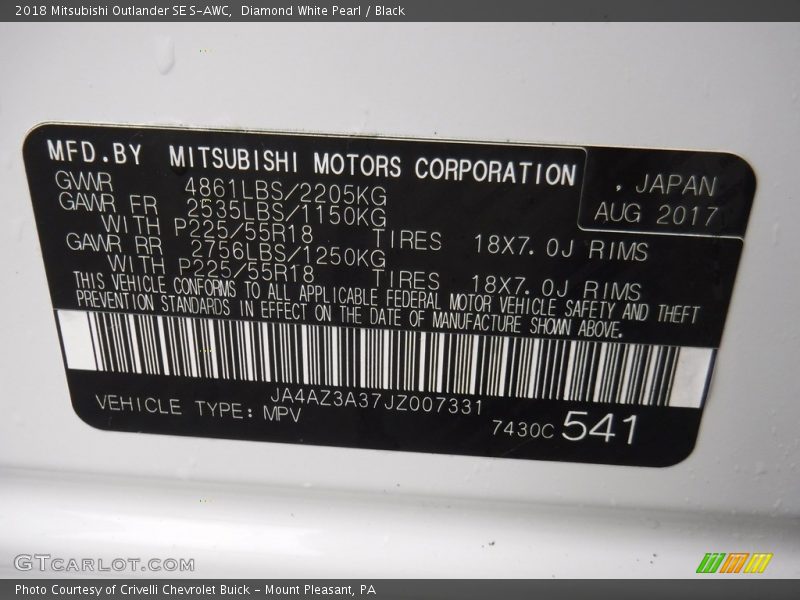 2018 Mitsubishi Outlander SE S-AWC,  Diamond White Pearl / Black
MFD.BY  MITSUBISHI MOTORS CORPORATION
, JAPAN
AUG 2017
GVWR  4861LBS/2205KG
GAWR FR  2535LBS/1150KG
WITH P225/55R18  TIRES  18X7.0J RIMS
GAWR RR  2756LBS/1250KG
WITH P225/55R18  TIRES  18X7.0J RIMS
THIS VEHICLE CONFORMS TO ALL APPLICABLE FEDERAL MOTOR VEHICLE SAFETY AND THEFT
PREVENTION STANDARDS IN EFFECT ON THE DATE OF MANUFACTURE SHOWN ABOVE.
JA4AZ3A37JZ007331
VEHICLE TYPE: MPV
7430C 541
GTCARLOT.COM
Photo Courtesy of Crivelli Chevrolet Buick - Mount Pleasant, PA